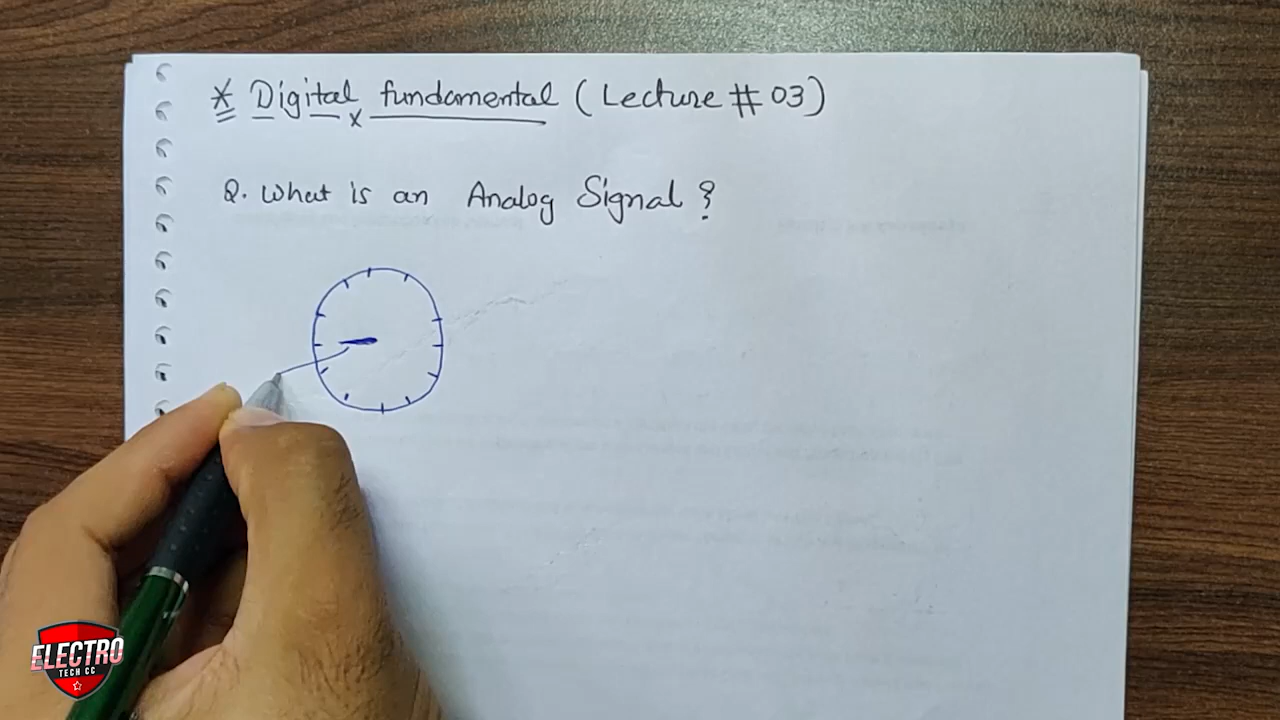 * Digital fundamental (Lecture # 03)
Q. What is an Analog Signal ?
ELECTRO
TECH CC